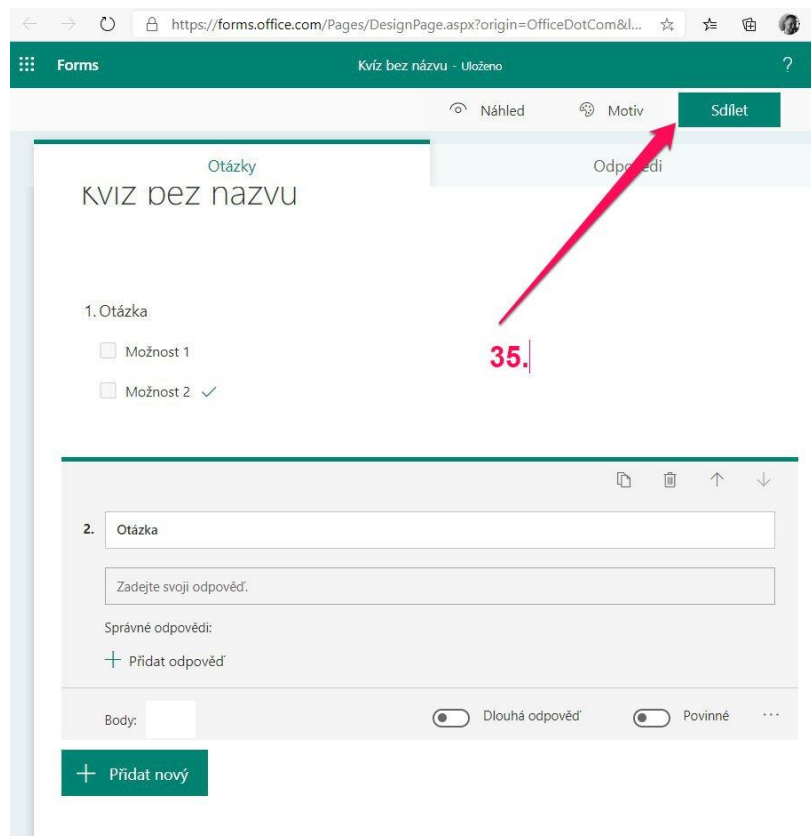 https://forms.office.com/Pages/DesignPage.aspx?origin=OfficeDotCom&l...
Forms
Kvíz bez názvu - Uloženo
?
Náhled
Motiv
Sdílet
Otázky
Odpovědi
Kvíz bez názvu
1. Otázka
Možnost 1
Možnost 2
35.
2. Otázka
Zadejte svoji odpověď.
Správné odpovědi:
+ Přidat odpověď
Body:
Dlouhá odpověď
Povinné
...
+ Přidat nový